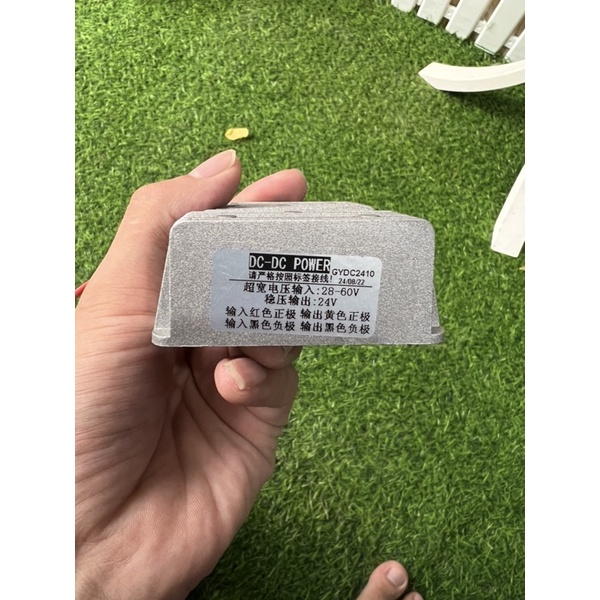 DC-DC POWER GYDC2410
请严格按照标签接线! 24/08/22
超宽电压输入:28-60V
稳压输出:24V
输入红色正极 输出黄色正极
输入黑色负极 输出黑色负极